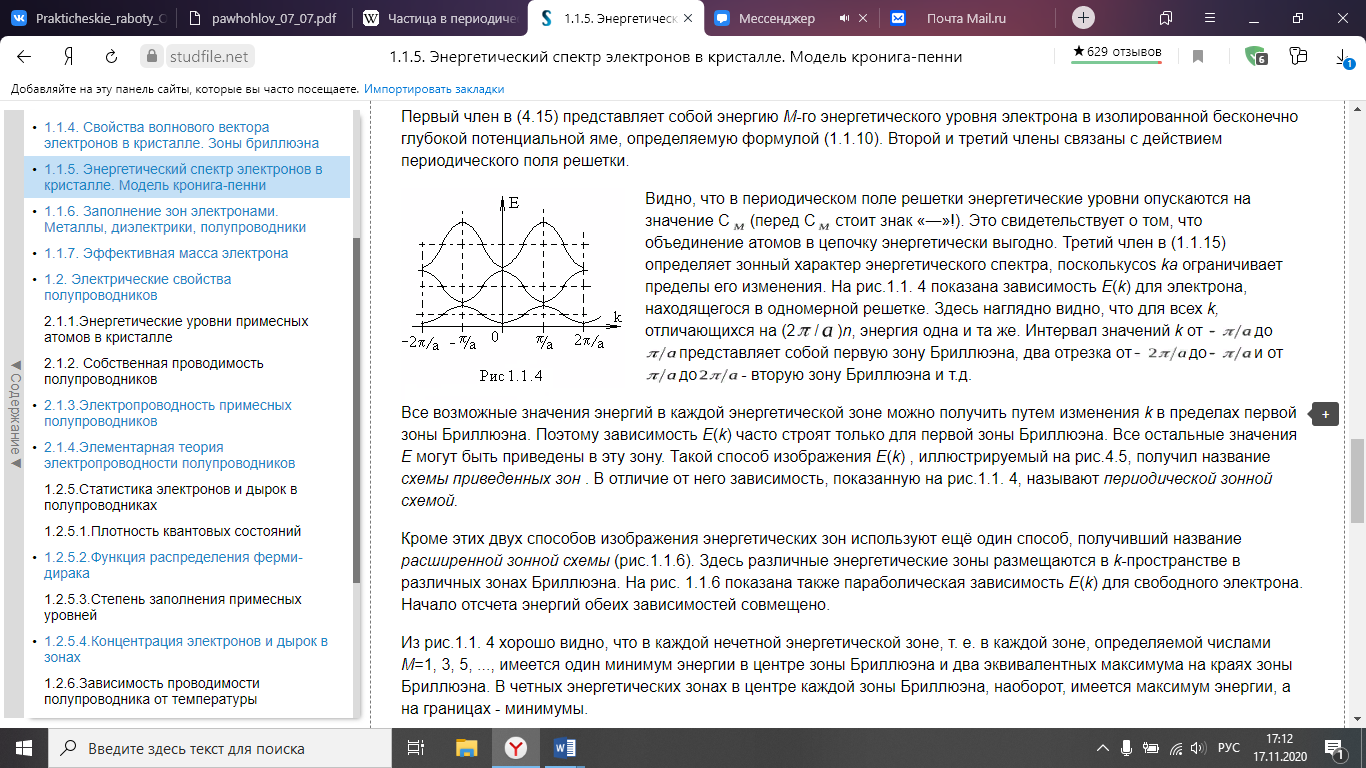 Prakticheskie_raboty_O
pawhohlov_07_07.pdf
Частица в периодичес
1.1.5. Энергетическ
Мессенджер
Почта Mail.ru
studfile.net
1.1.5. Энергетический спектр электронов в кристалле. Модель кронига-пенни
★629 отзывов
6
1
Добавляйте на эту панель сайты, которые вы часто посещаете. Импортировать закладки
◀ Содержание ◀
• 1.1.4. Свойства волнового вектора
электронов в кристалле. Зоны бриллюэна
• 1.1.5. Энергетический спектр электронов в
кристалле. Модель кронига-пенни
• 1.1.6. Заполнение зон электронами.
Металлы, диэлектрики, полупроводники
• 1.1.7. Эффективная масса электрона
• 1.2. Электрические свойства
полупроводников
2.1.1.Энергетические уровни примесных
атомов в кристалле
• 2.1.2. Собственная проводимость
полупроводников
• 2.1.3.Электропроводность примесных
полупроводников
• 2.1.4.Элементарная теория
электропроводности полупроводников
1.2.5.Статистика электронов и дырок в
полупроводниках
1.2.5.1.Плотность квантовых состояний
• 1.2.5.2.Функция распределения ферми-
дирака
1.2.5.3.Степень заполнения примесных
уровней
• 1.2.5.4.Концентрация электронов и дырок в
зонах
1.2.6.Зависимость проводимости
полупроводника от температуры
Первый член в (4.15) представляет собой энергию М-го энергетического уровня электрона в изолированной бесконечно
глубокой потенциальной яме, определяемую формулой (1.1.10). Второй и третий члены связаны с действием
периодического поля решетки.
E
k
−2π/a -π/a 0 π/a 2π/a
Рис 1.1.4
Видно, что в периодическом поле решетки энергетические уровни опускаются на
значение С м (перед С м стоит знак «—»!). Это свидетельствует о том, что
объединение атомов в цепочку энергетически выгодно. Третий член в (1.1.15)
определяет зонный характер энергетического спектра, посколькуcos ka ограничивает
пределы его изменения. На рис.1.1. 4 показана зависимость E(k) для электрона,
находящегося в одномерной решетке. Здесь наглядно видно, что для всех k,
отличающихся на (2π/a )n, энергия одна и та же. Интервал значений k от - π/a до
π/a представляет собой первую зону Бриллюэна, два отрезка от - 2π/a до - π/a и от
π/a до 2π/a - вторую зону Бриллюэна и т.д.
Все возможные значения энергий в каждой энергетической зоне можно получить путем изменения k в пределах первой
зоны Бриллюэна. Поэтому зависимость E(k) часто строят только для первой зоны Бриллюэна. Все остальные значения
E могут быть приведены в эту зону. Такой способ изображения E(k) , иллюстрируемый на рис.4.5, получил название
схемы приведенных зон . В отличие от него зависимость, показанную на рис.1.1. 4, называют периодической зонной
схемой.
Кроме этих двух способов изображения энергетических зон используют ещё один способ, получивший название
расширенной зонной схемы (рис.1.1.6). Здесь различные энергетические зоны размещаются в k-пространстве в
различных зонах Бриллюэна. На рис. 1.1.6 показана также параболическая зависимость E(k) для свободного электрона.
Начало отсчета энергий обеих зависимостей совмещено.
Из рис.1.1. 4 хорошо видно, что в каждой нечетной энергетической зоне, т. е. в каждой зоне, определяемой числами
М=1, 3, 5, ..., имеется один минимум энергии в центре зоны Бриллюэна и два эквивалентных максимума на краях зоны
Бриллюэна. В четных энергетических зонах в центре каждой зоны Бриллюэна, наоборот, имеется максимум энергии, а
на границах - минимумы.
Введите здесь текст для поиска
РУС
17:12
17.11.2020
1